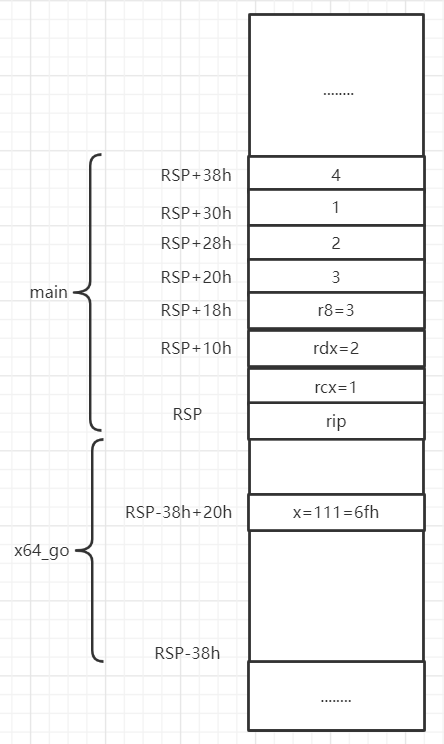 ........
RSP+38h 4
RSP+30h 1
RSP+28h 2
RSP+20h 3
main
RSP+18h r8=3
RSP+10h rdx=2
rcx=1
RSP rip
RSP-38h+20h x=111=6fh
x64_go
RSP-38h
........